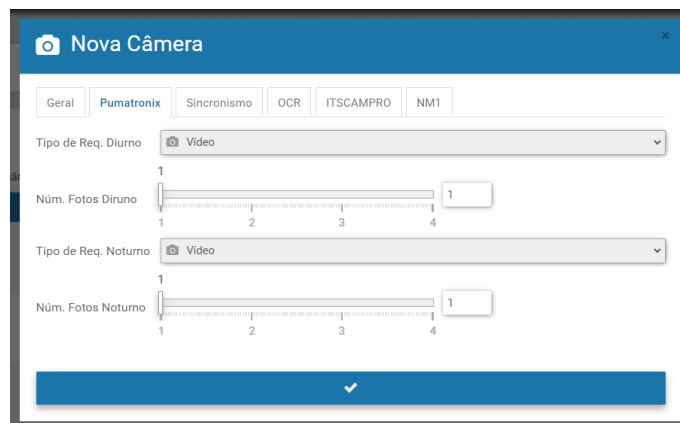 Nova Câmera
×
Geral Pumatronix Sincronismo OCR ITSCAMPRO NM1
Tipo de Req. Diurno Vídeo
1
Núm. Fotos Diruno 1
1 2 3 4
Tipo de Req. Noturno Vídeo
1
Núm. Fotos Noturno 1
1 2 3 4